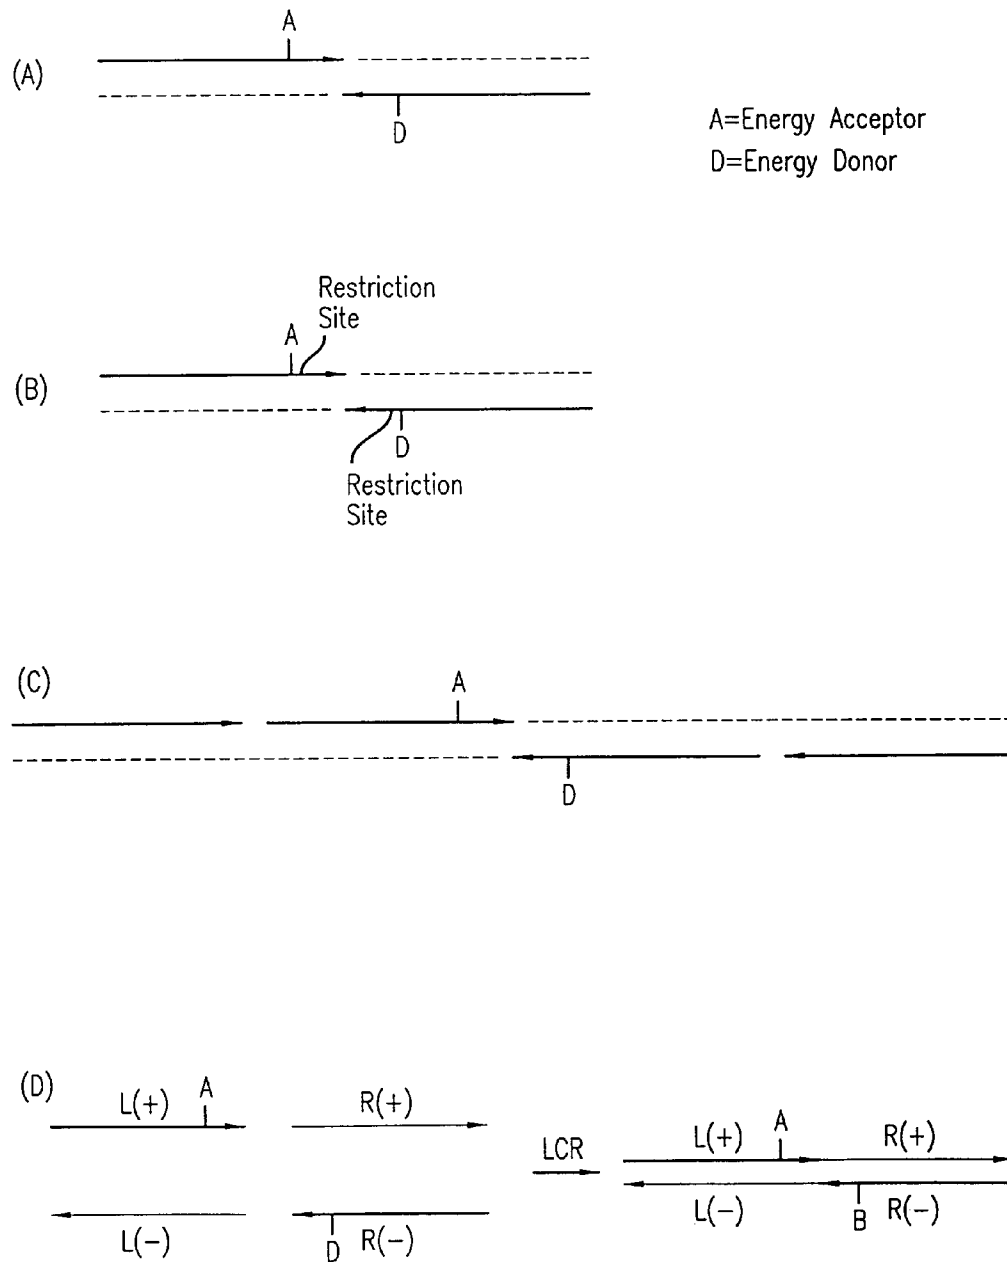 A
(A)
D
A=Energy Acceptor
D=Energy Donor
Restriction
Site
A
(B)
D
Restriction
Site
(C)
A
D
(D)
L(+) A R(+)
L(-) D R(-)
LCR
L(+) A R(+)
L(-) B R(-)